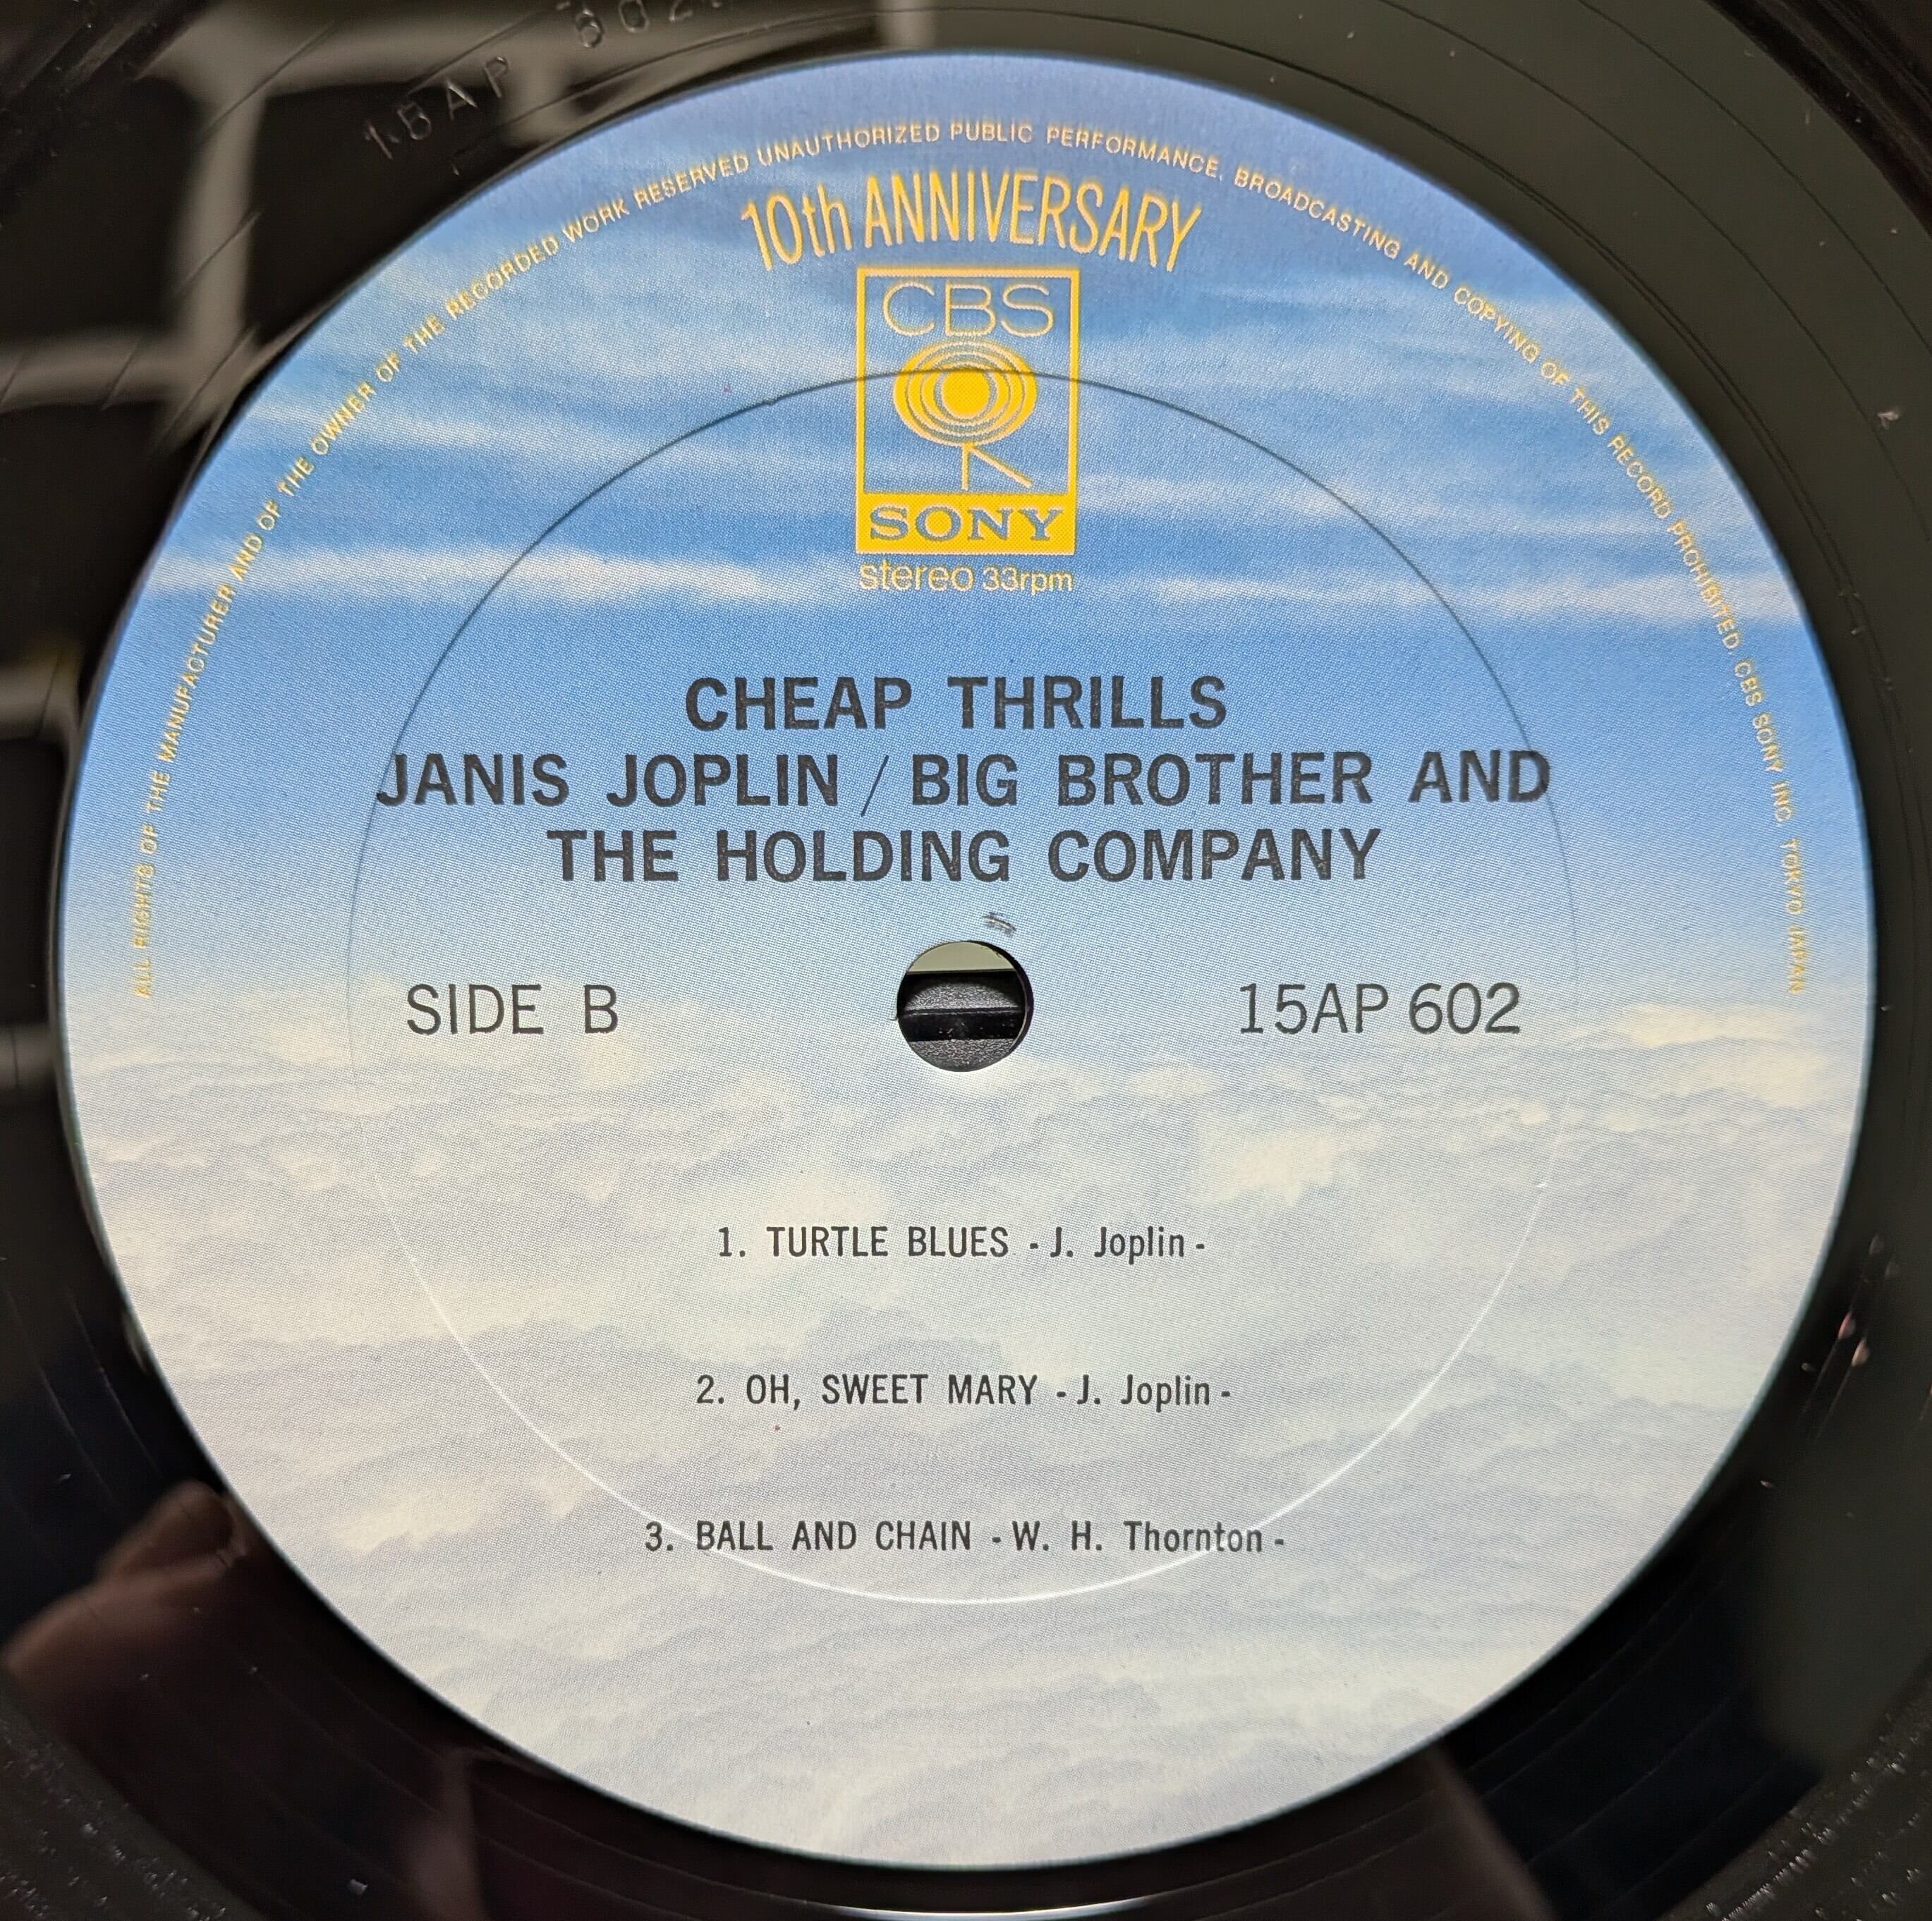 15AP 602
ALL RIGHTS OF THE MANUFACTURER AND OF THE OWNER OF THE RECORDED WORK RESERVED UNAUTHORIZED PUBLIC PERFORMANCE, BROADCASTING AND COPYING OF THIS RECORD PROHIBITED. CBS SONY INC. TOKYO JAPAN
10th ANNIVERSARY
CBS
SONY
stereo 33rpm
CHEAP THRILLS
JANIS JOPLIN / BIG BROTHER AND
THE HOLDING COMPANY
SIDE B 15AP 602
1. TURTLE BLUES - J. Joplin -
2. OH, SWEET MARY - J. Joplin -
3. BALL AND CHAIN - W. H. Thornton -